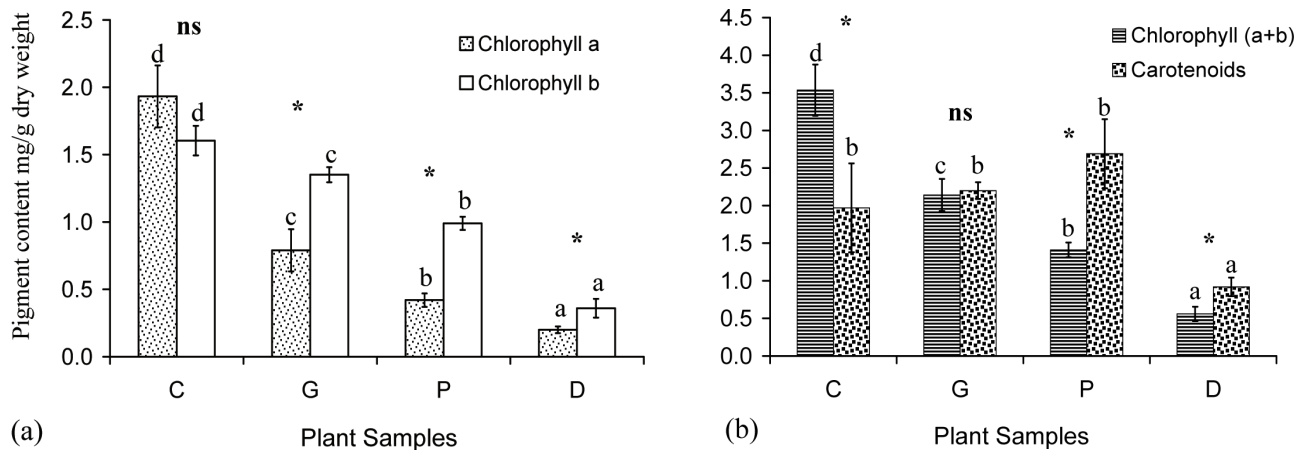 Pigment content mg/g dry weight
2.5
2.0
1.5
1.0
0.5
0.0
ns
d
d
*
c
c
*
b
b
*
a
a
Chlorophyll a
Chlorophyll b
C G P D
(a)
Plant Samples
4.5
4.0
3.5
3.0
2.5
2.0
1.5
1.0
0.5
0.0
*
d
b
ns
c
b
*
b
b
*
a
a
Chlorophyll (a+b)
Carotenoids
C G P D
(b)
Plant Samples